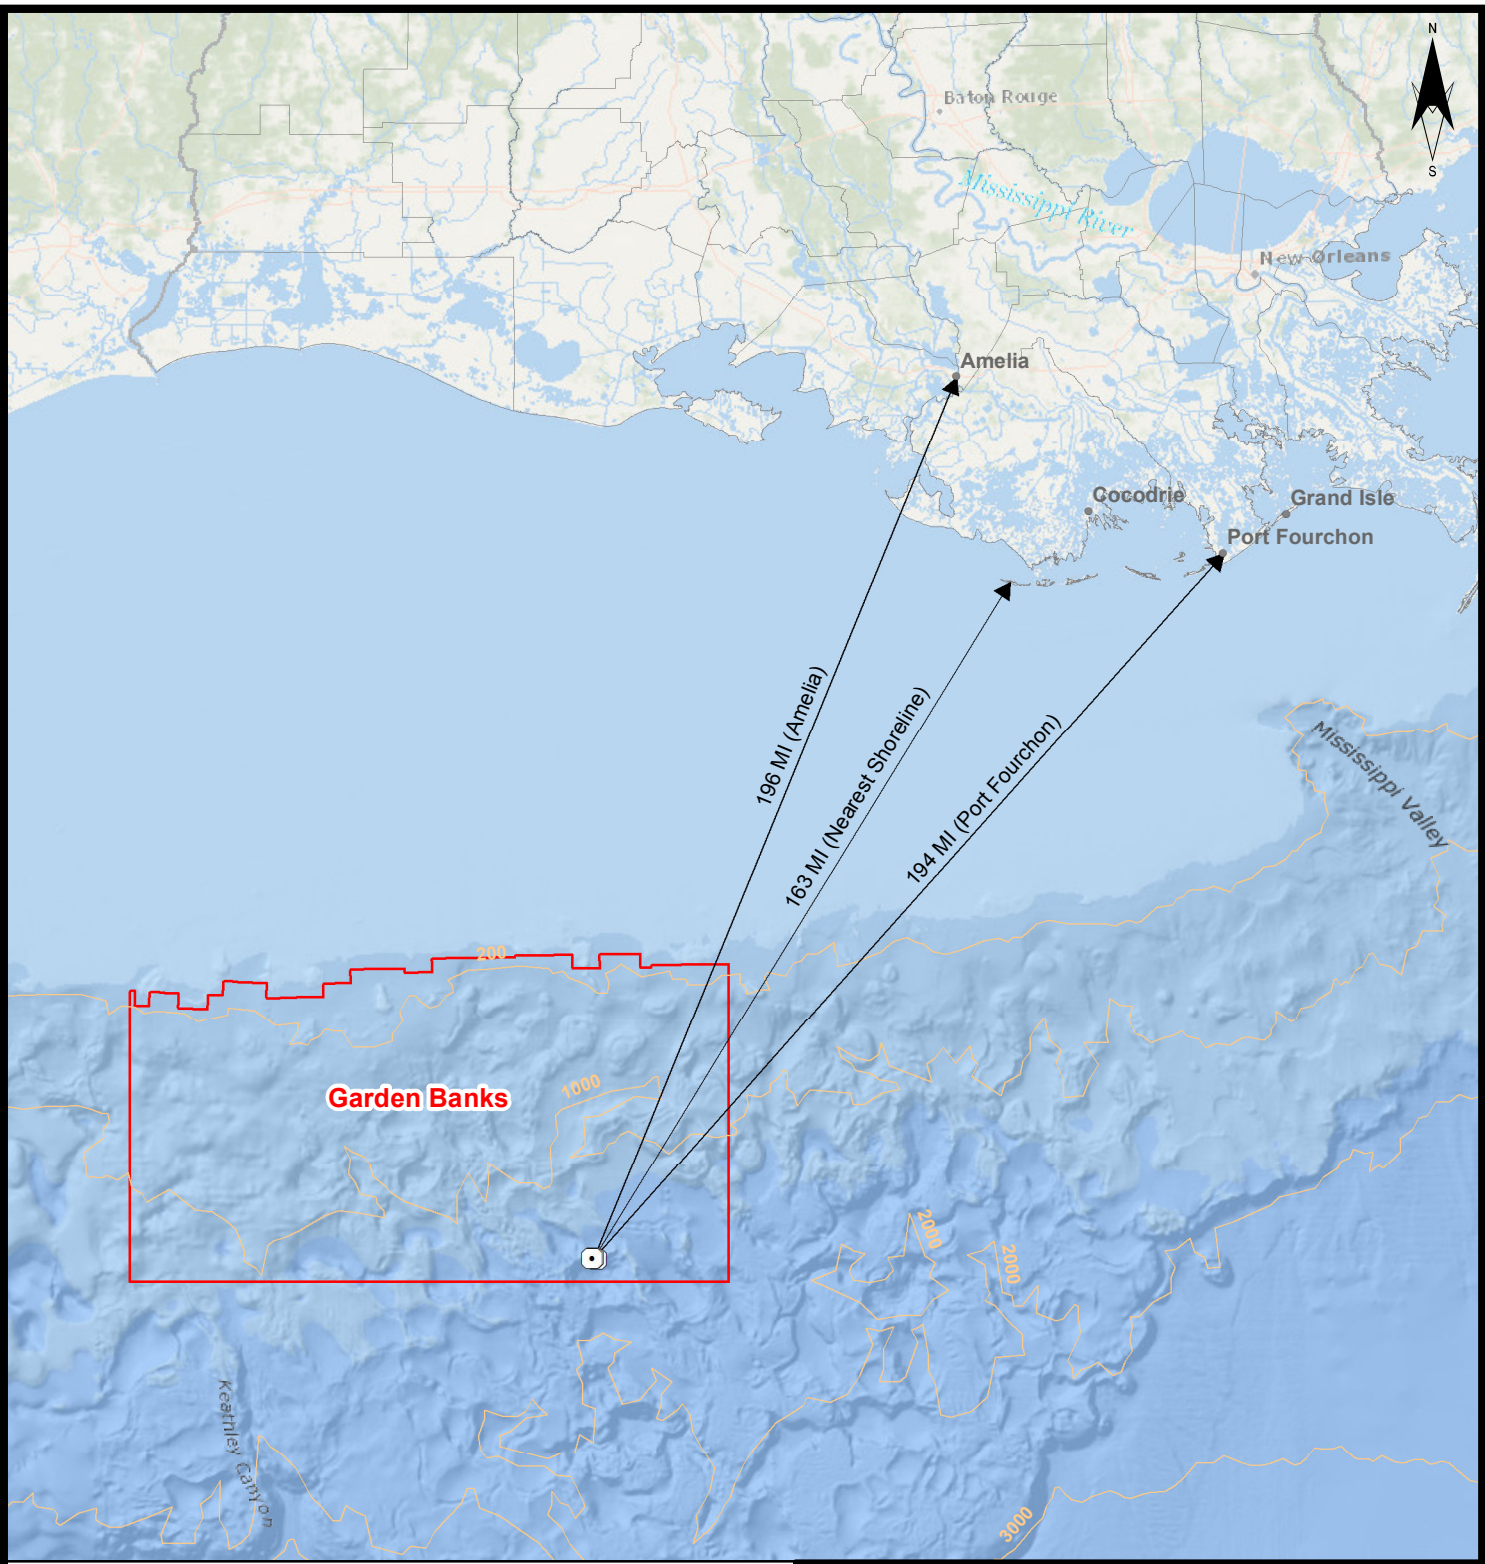 N
S
Baton Rouge
Mississippi River
New Orleans
Amelia
Cocodrie
Grand Isle
Port Fourchon
196 MI (Amelia)
163 MI (Nearest Shoreline)
194 MI (Port Fourchon)
Mississippi Valley
200
1000
Garden Banks
2000
2000
Keathley Canyon
3000